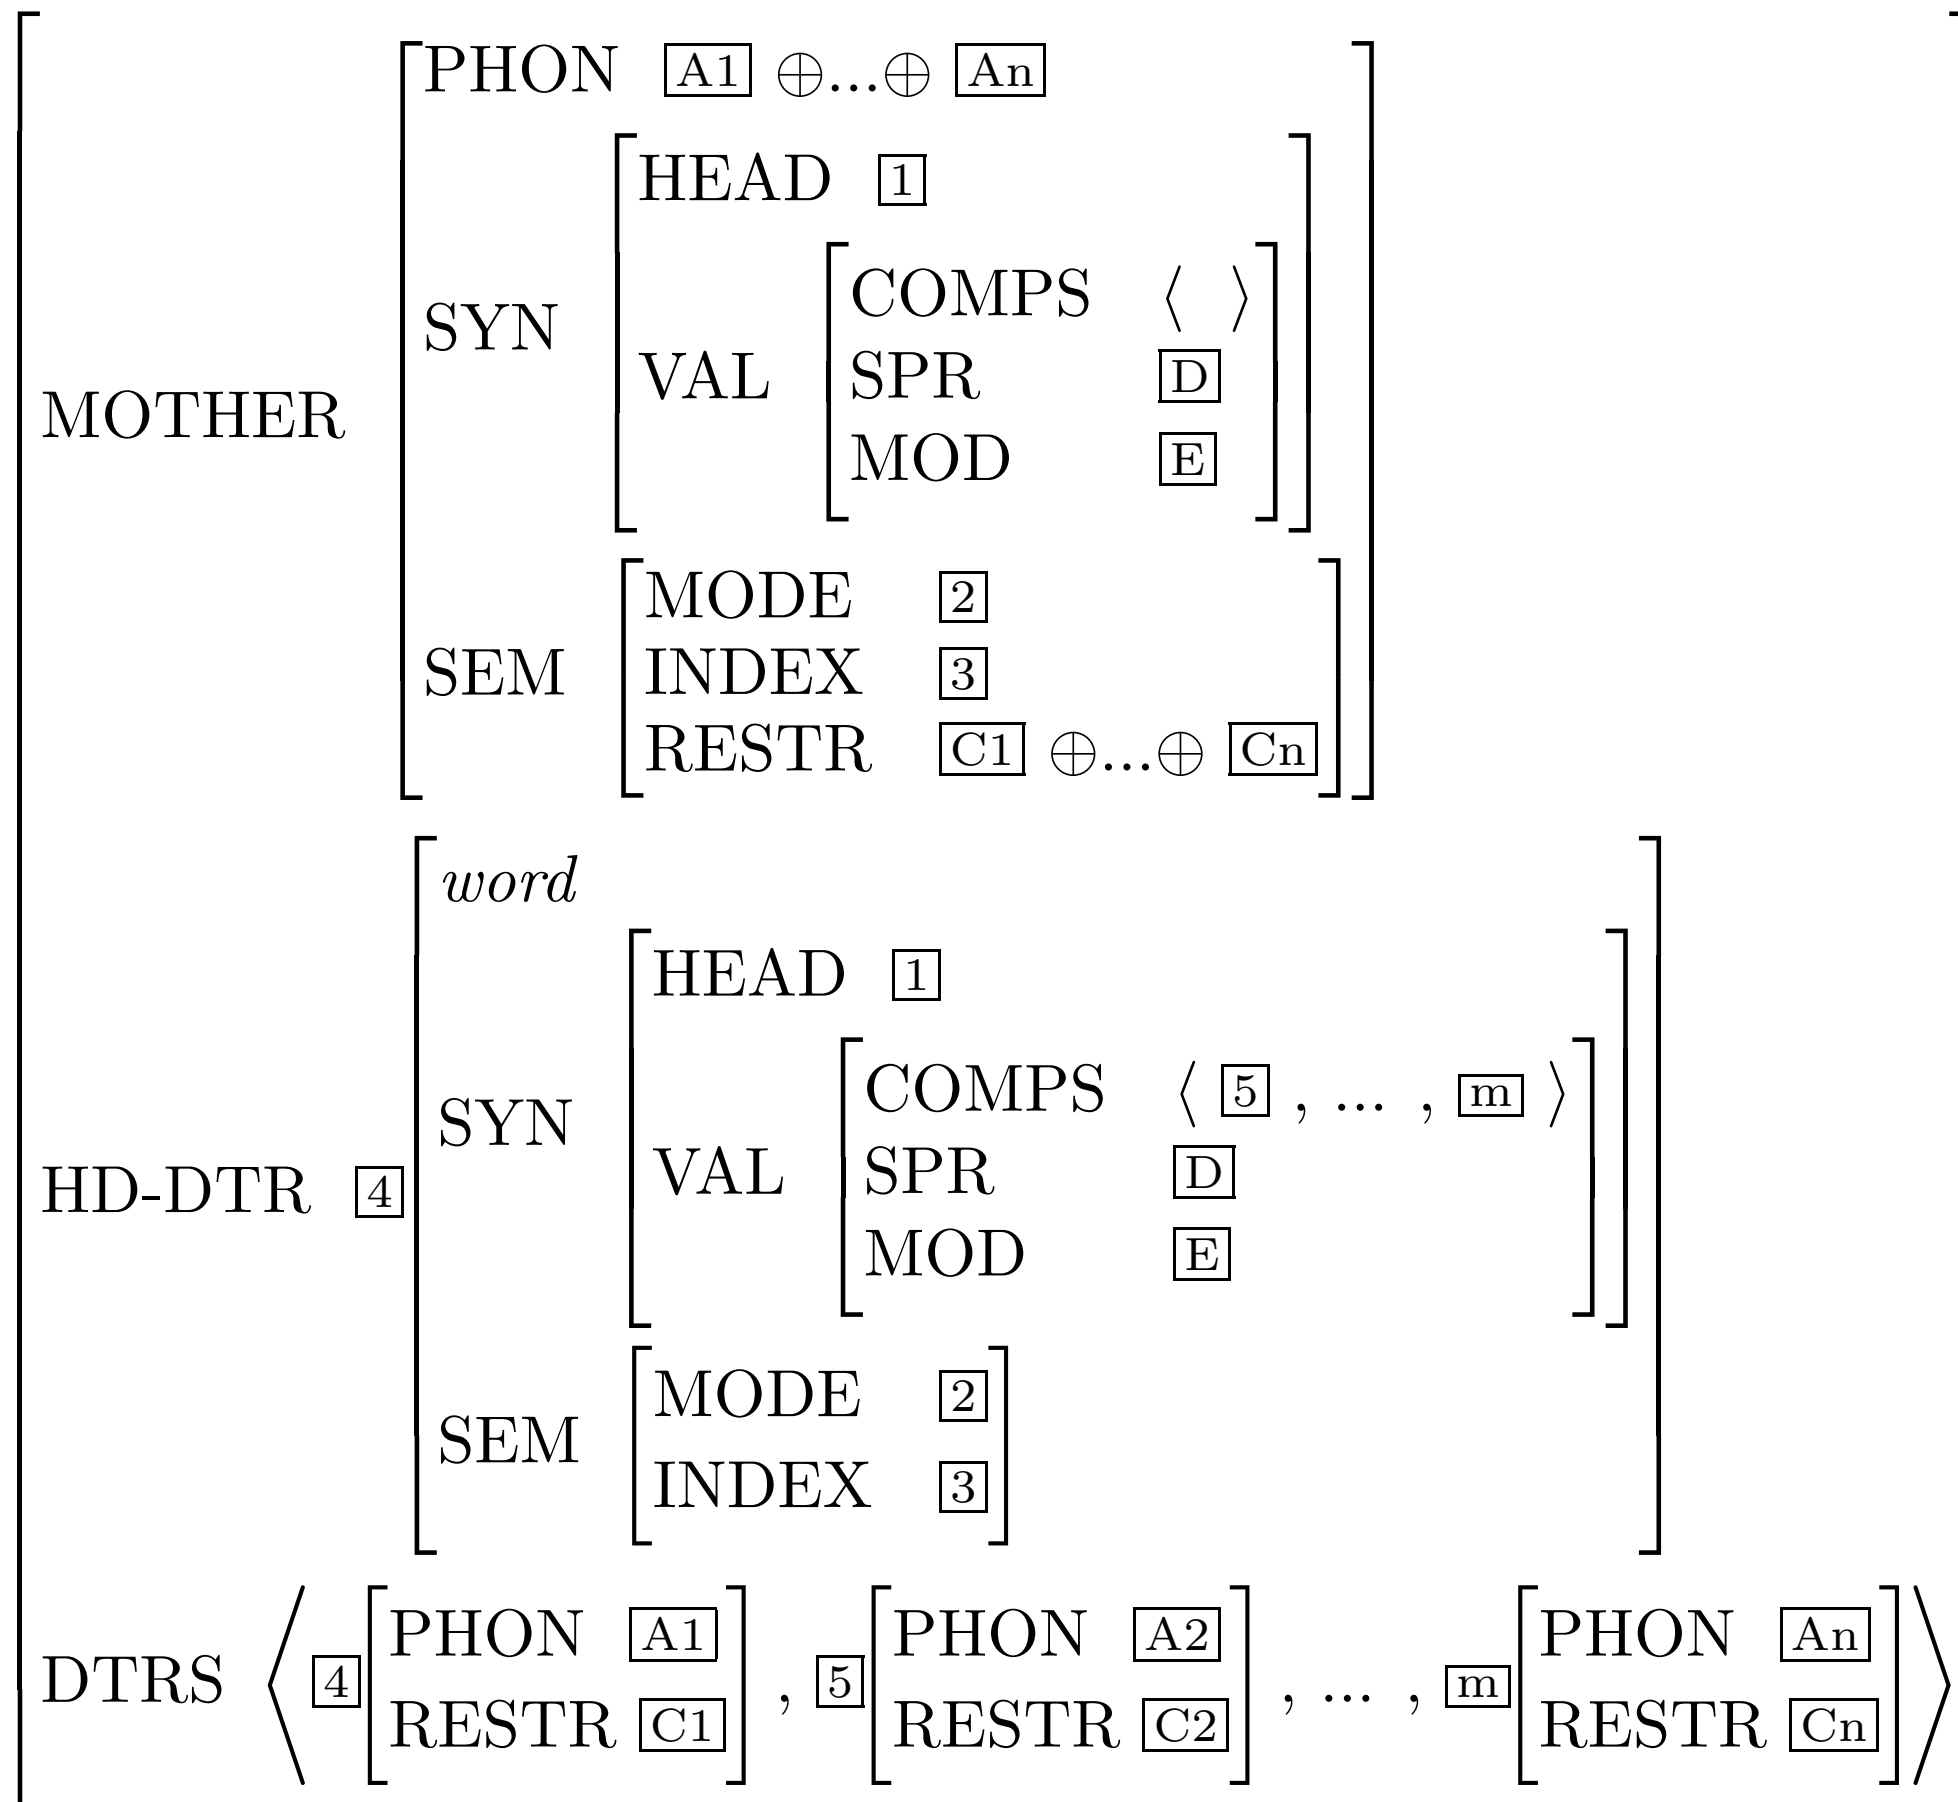 PHON A1 ⊕...⊕ An
HEAD 1
COMPS ⟨ ⟩
SYN
VAL SPR D
MOTHER
MOD E
MODE 2
SEM INDEX 3
RESTR C1 ⊕...⊕ Cn
word
HEAD 1
COMPS ⟨ 5 , ... , m ⟩
SYN
VAL SPR D
HD-DTR 4
MOD E
MODE 2
SEM
INDEX 3
PHON A1 PHON A2 PHON An
DTRS ⟨ 4 , 5 , ... , m ⟩
RESTR C1 RESTR C2 RESTR Cn